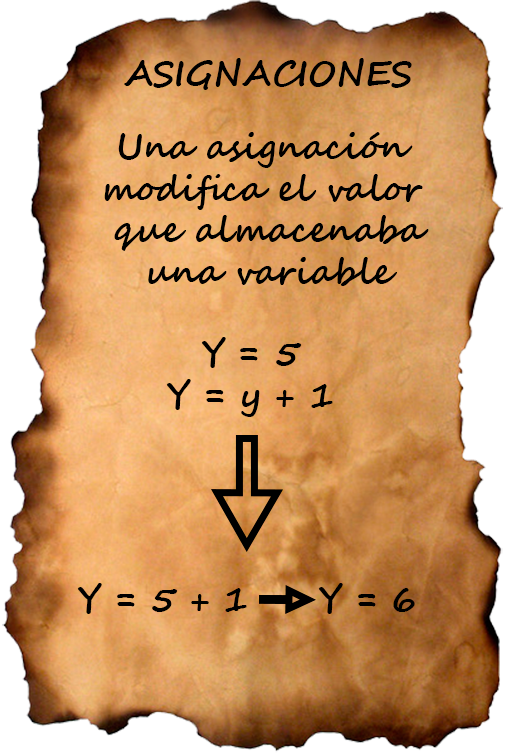 ASIGNACIONES
Una asignación
modifica el valor
que almacenaba
una variable
Y = 5
Y = y + 1
Y = 5 + 1 → Y = 6